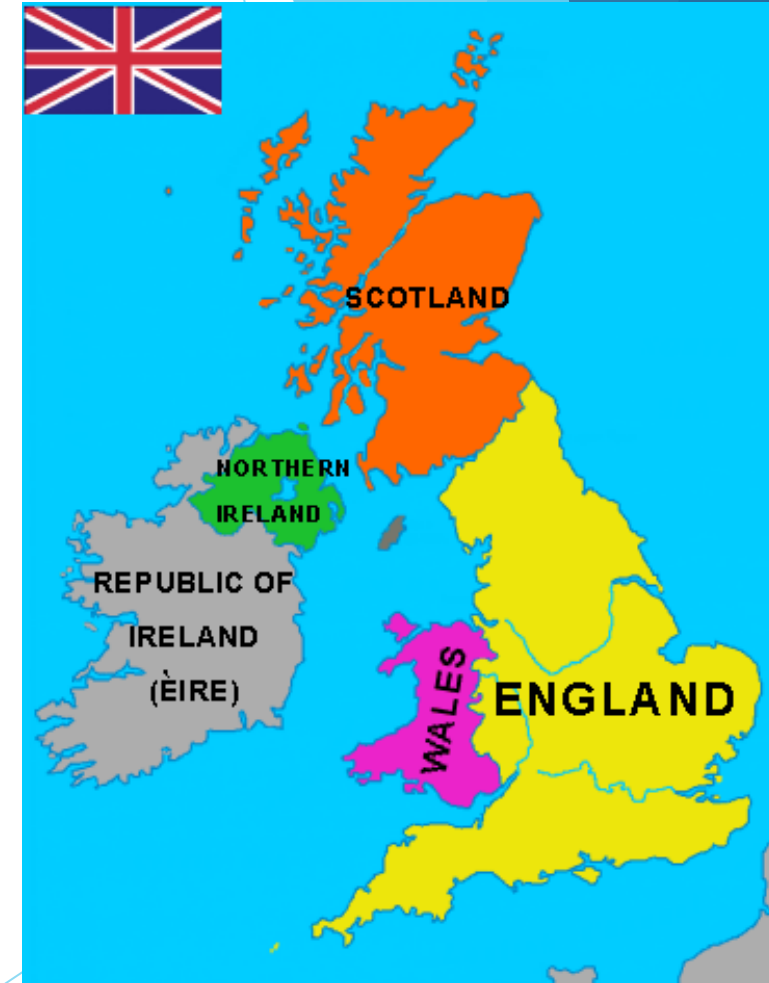 SCOTLAND
NORTHERN
IRELAND
REPUBLIC OF
IRELAND
(ÈIRE)
WALES
ENGLAND